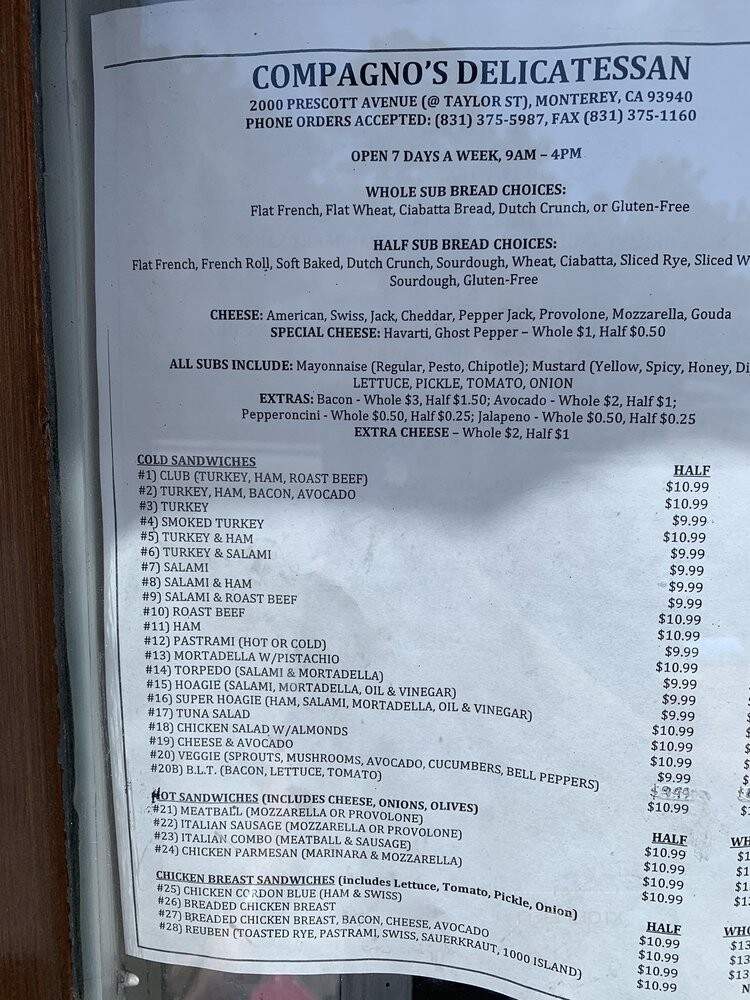 COMPAGNO'S DELICATESSAN
2000 PRESCOTT AVENUE (@ TAYLOR ST), MONTEREY, CA 93940
PHONE ORDERS ACCEPTED: (831) 375-5987, FAX (831) 375-1160
OPEN 7 DAYS A WEEK, 9AM – 4PM
WHOLE SUB BREAD CHOICES:
Flat French, Flat Wheat, Ciabatta Bread, Dutch Crunch, or Gluten-Free
HALF SUB BREAD CHOICES:
Flat French, French Roll, Soft Baked, Dutch Crunch, Sourdough, Wheat, Ciabatta, Sliced Rye, Sliced W
Sourdough, Gluten-Free
CHEESE: American, Swiss, Jack, Cheddar, Pepper Jack, Provolone, Mozzarella, Gouda
SPECIAL CHEESE: Havarti, Ghost Pepper – Whole $1, Half $0.50
ALL SUBS INCLUDE: Mayonnaise (Regular, Pesto, Chipotle); Mustard (Yellow, Spicy, Honey, Di
LETTUCE, PICKLE, TOMATO, ONION
EXTRAS: Bacon - Whole $3, Half $1.50; Avocado - Whole $2, Half $1;
Pepperoncini - Whole $0.50, Half $0.25; Jalapeno - Whole $0.50, Half $0.25
EXTRA CHEESE – Whole $2, Half $1
COLD SANDWICHES HALF
#1) CLUB (TURKEY, HAM, ROAST BEEF) $10.99
#2) TURKEY, HAM, BACON, AVOCADO $10.99
#3) TURKEY $9.99
#4) SMOKED TURKEY $10.99
#5) TURKEY & HAM $9.99
#6) TURKEY & SALAMI $9.99
#7) SALAMI $9.99
#8) SALAMI & HAM $9.99
#9) SALAMI & ROAST BEEF $10.99
#10) ROAST BEEF $10.99
#11) HAM $9.99
#12) PASTRAMI (HOT OR COLD) $10.99
#13) MORTADELLA W/PISTACHIO $9.99
#14) TORPEDO (SALAMI & MORTADELLA) $9.99
#15) HOAGIE (SALAMI, MORTADELLA, OIL & VINEGAR) $9.99
#16) SUPER HOAGIE (HAM, SALAMI, MORTADELLA, OIL & VINEGAR) $10.99
#17) TUNA SALAD $10.99
#18) CHICKEN SALAD W/ALMONDS $10.99
#19) CHEESE & AVOCADO $9.99
#20) VEGGIE (SPROUTS, MUSHROOMS, AVOCADO, CUCUMBERS, BELL PEPPERS)
#20B) B.L.T. (BACON, LETTUCE, TOMATO) $10.99
HOT SANDWICHES (INCLUDES CHEESE, ONIONS, OLIVES) HALF WH
#21) MEATBALL (MOZZARELLA OR PROVOLONE) $10.99 $1
#22) ITALIAN SAUSAGE (MOZZARELLA OR PROVOLONE) $10.99 $1
#23) ITALIAN COMBO (MEATBALL & SAUSAGE) $10.99 $1
#24) CHICKEN PARMESAN (MARINARA & MOZZARELLA) $10.99 $1
CHICKEN BREAST SANDWICHES (includes Lettuce, Tomato, Pickle, Onion) HALF WHO
#25) CHICKEN CORDON BLUE (HAM & SWISS) $10.99 $13
#26) BREADED CHICKEN BREAST $10.99 $13
#27) BREADED CHICKEN BREAST, BACON, CHEESE, AVOCADO $10.99 $13
#28) REUBEN (TOASTED RYE, PASTRAMI, SWISS, SAUERKRAUT, 1000 ISLAND) $10.99 N